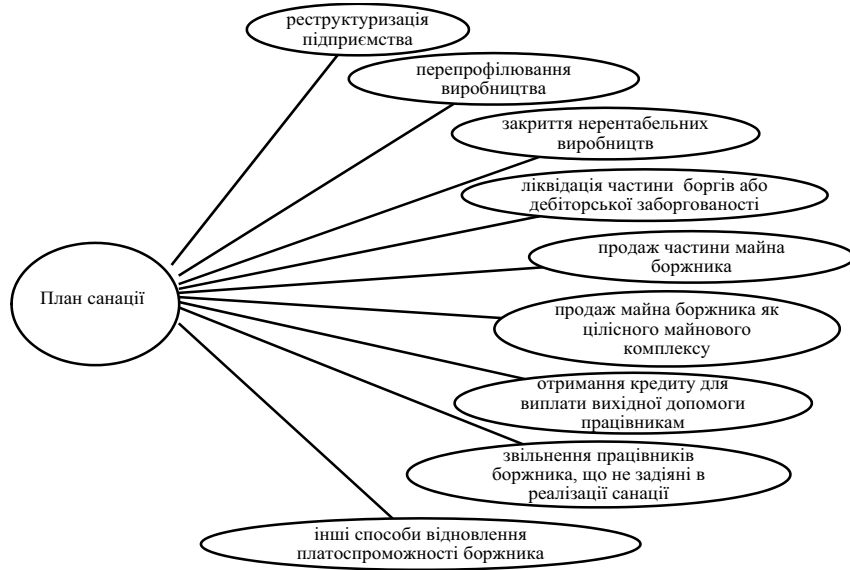 реструктуризація
підприємства
перепрофілювання
виробництва
закриття нерентабельних
виробництв
ліквідація частини боргів або
дебіторської заборгованості
продаж частини майна
боржника
План санації
продаж майна боржника як
цілісного майнового
комплексу
отримання кредиту для
виплати вихідної допомоги
працівникам
звільнення працівників
боржника, що не задіяні в
реалізації санації
інші способи відновлення
платоспроможності боржника